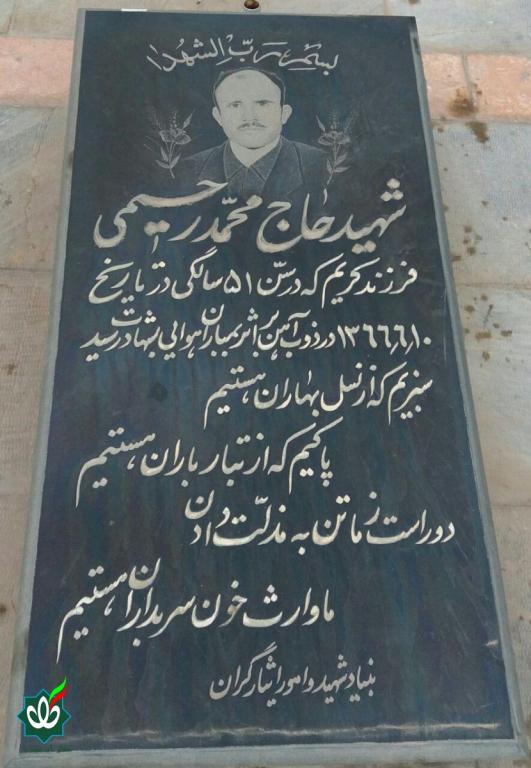 بسم رب الشهدا
شهید حاج محمد رحیمی
فرزند کریم که در سن ۵۱ سالگی در تاریخ
۱۳۶۶,۶,۱۰ در ذوب آهن بر اثر بمباران هوایی بشهادت رسید
سبزیم که از نسل بهاران هستیم
پاکیم که از تبار باران هستیم
دور است ز ما تن به مذلّت دادن
ما وارث خون سربداران هستیم
بنیاد شهید و امور ایثارگران